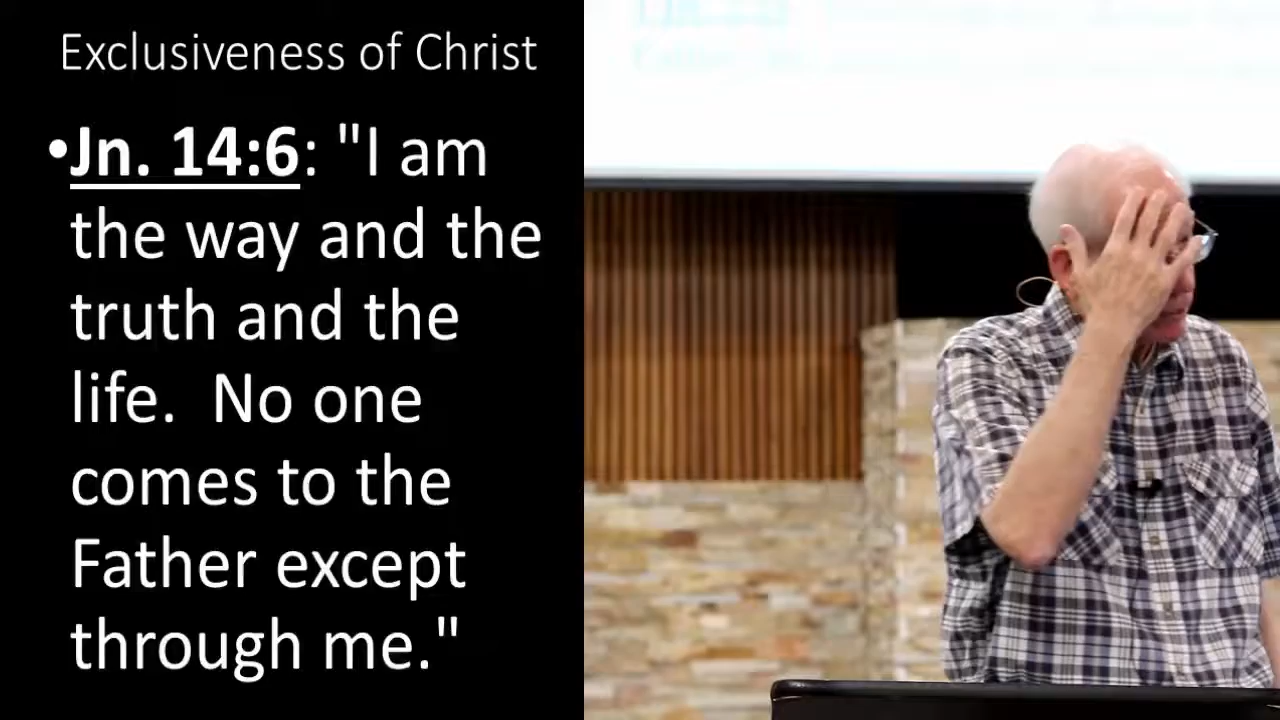 Exclusiveness of Christ
•Jn. 14:6: "I am
the way and the
truth and the
life.  No one
comes to the
Father except
through me."